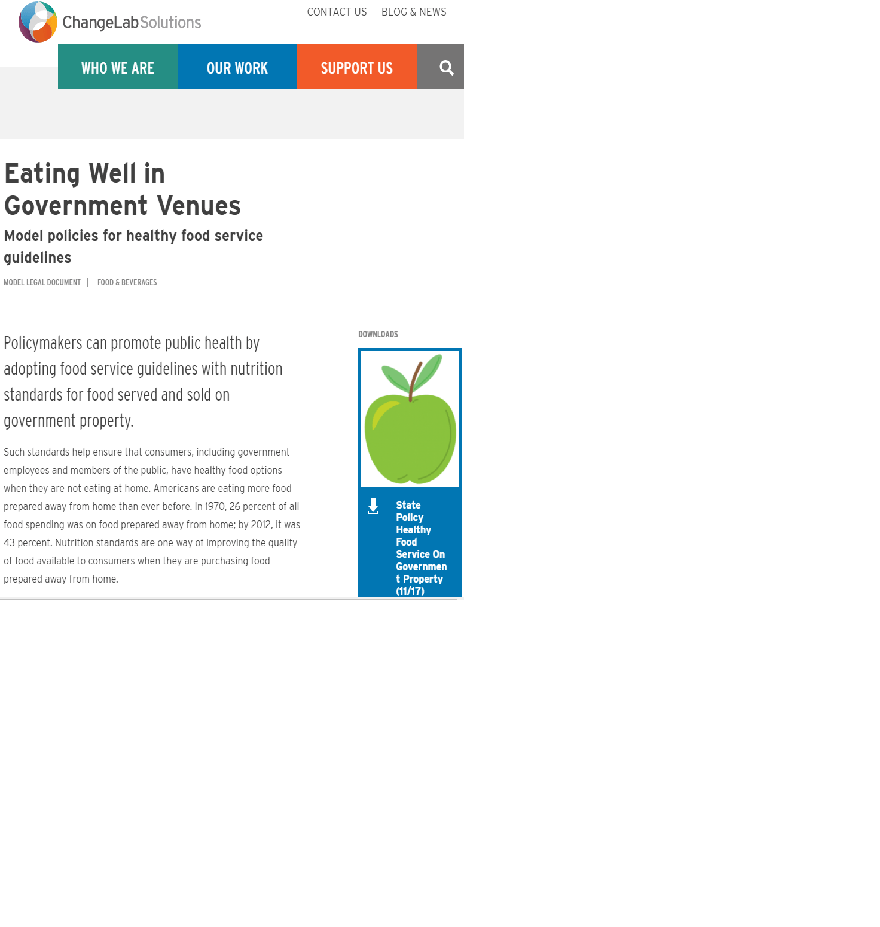 CONTACT US BLOG & NEWS
ChangeLabSolutions
WHO WE ARE OUR WORK SUPPORT US
Eating Well in
Government Venues
Model policies for healthy food service
guidelines
MODEL LEGAL DOCUMENT | FOOD & BEVERAGES
Policymakers can promote public health by
adopting food service guidelines with nutrition
standards for food served and sold on
government property.
Such standards help ensure that consumers, including government
employees and members of the public, have healthy food options
when they are not eating at home. Americans are eating more food
prepared away from home than ever before. In 1970, 26 percent of all
food spending was on food prepared away from home; by 2012, it was
43 percent. Nutrition standards are one way of improving the quality
of food available to consumers when they are purchasing food
prepared away from home.
DOWNLOADS
State
Policy
Healthy
Food
Service On
Governmen
t Property
(11/17)